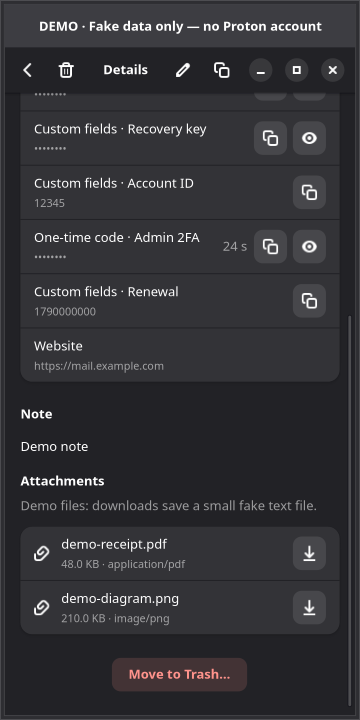 DEMO · Fake data only — no Proton account
Details
••••••••
Custom fields · Recovery key
••••••••
Custom fields · Account ID
12345
One-time code · Admin 2FA
••••••••
24 s
Custom fields · Renewal
1790000000
Website
https://mail.example.com
Note
Demo note
Attachments
Demo files: downloads save a small fake text file.
demo-receipt.pdf
48.0 KB · application/pdf
demo-diagram.png
210.0 KB · image/png
Move to Trash...